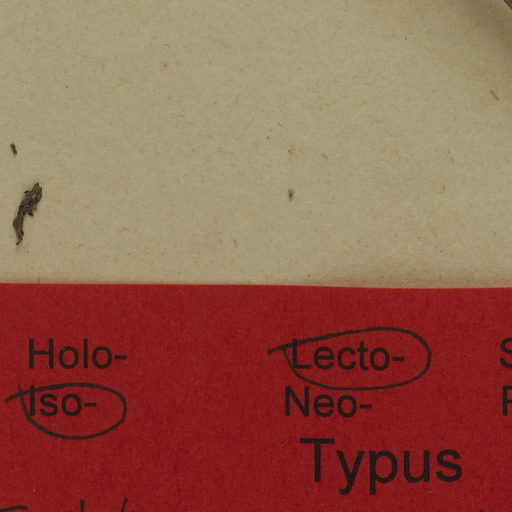 Holo- Lecto-
Iso- Neo-
Typus